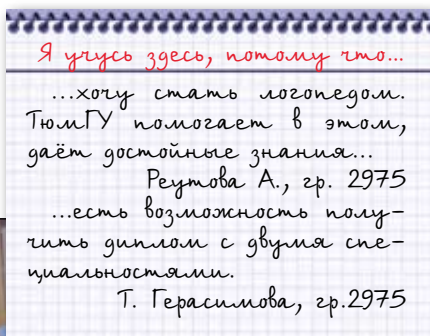 Я учусь здесь, потому что...
...хочу стать логопедом.
ТюмГУ помогает в этом,
даёт достойные знания...
Реутова А., гр. 2975
...есть возможность полу-
чить диплом с двумя спе-
циальностями.
Т. Герасимова, гр.2975